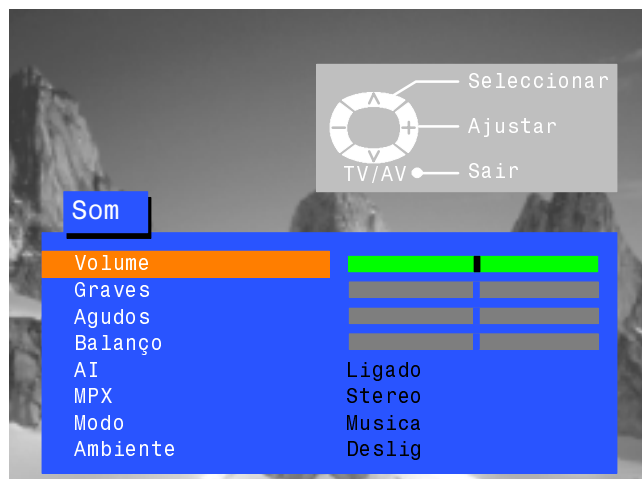 Seleccionar
Ajustar
TV/AV Sair
Som
Volume
Graves
Agudos
Balanço
AI Ligado
MPX Stereo
Modo Musica
Ambiente Deslig